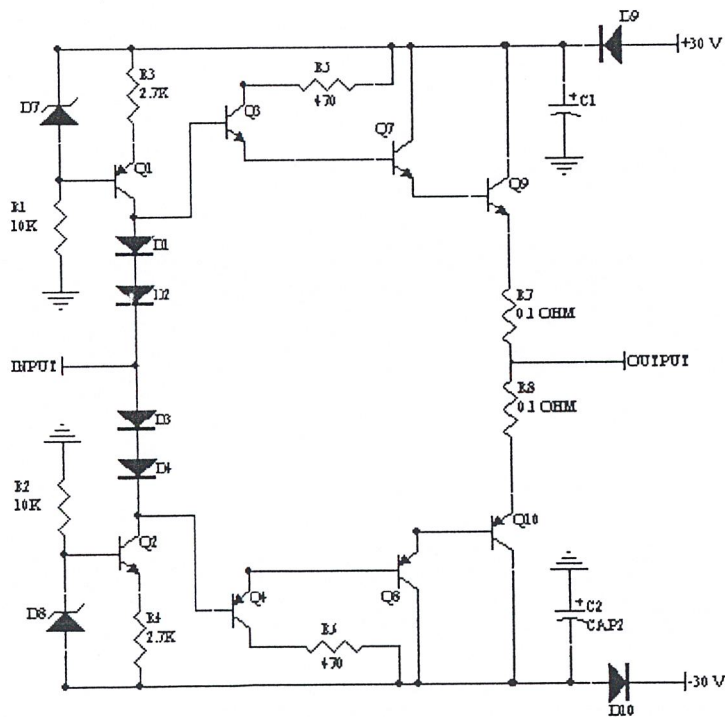 D9
+30 V
R3
2.7K
R5
470
D7
Q3
C1
Q7
Q1
Q9
R1
10K
D1
D2
R7
0.1 OHM
INPUT
OUTPUT
R8
0.1 OHM
D3
D4
R2
10K
Q10
Q2
Q4
Q8
C2
CAP2
D8
R4
2.7K
470
-30 V
D10